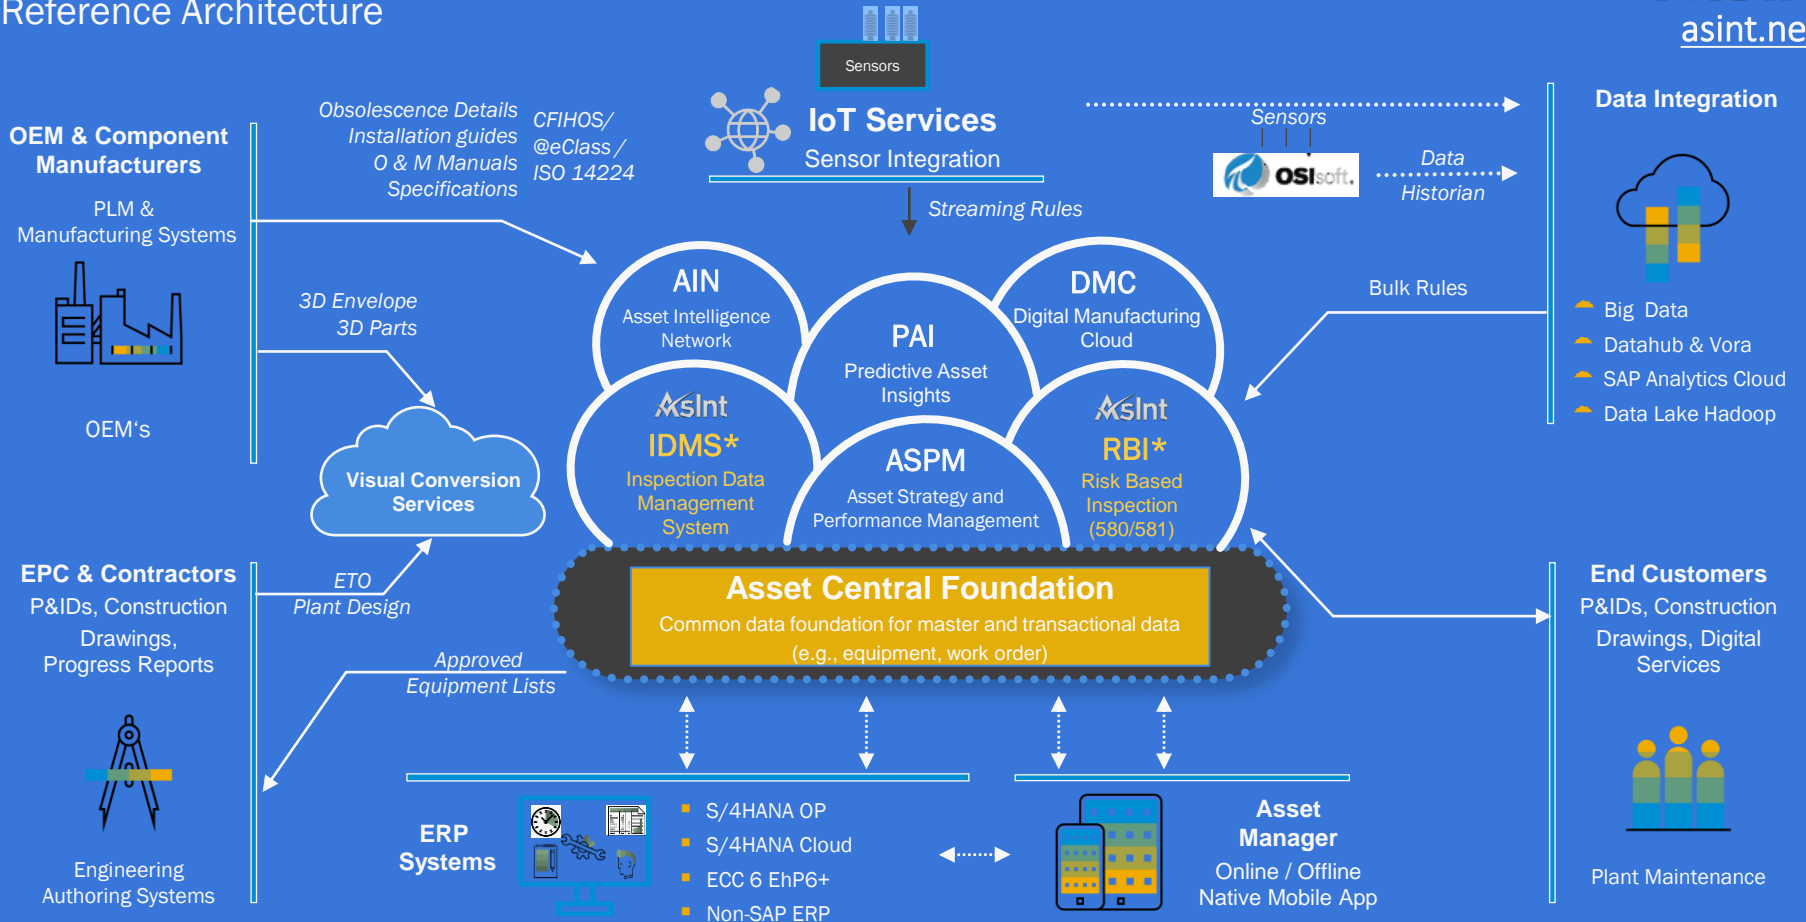 Reference Architecture
asint.ne
Sensors
IoT Services
Sensor Integration
Streaming Rules
OEM & Component
Manufacturers
PLM &
Manufacturing Systems
OEM's
Obsolescence Details
Installation guides
O & M Manuals
Specifications
CFIHOS/
@eClass /
ISO 14224
3D Envelope
3D Parts
Visual Conversion
Services
Sensors
OSIsoft.
Data
Historian
Data Integration
Big Data
Datahub & Vora
SAP Analytics Cloud
Data Lake Hadoop
Bulk Rules
AIN
Asset Intelligence
Network
PAI
Predictive Asset
Insights
DMC
Digital Manufacturing
Cloud
AsInt
IDMS*
Inspection Data
Management
System
ASPM
Asset Strategy and
Performance Management
AsInt
RBI*
Risk Based
Inspection
(580/581)
Asset Central Foundation
Common data foundation for master and transactional data
(e.g., equipment, work order)
EPC & Contractors
P&IDs, Construction
Drawings,
Progress Reports
Engineering
Authoring Systems
ETO
Plant Design
Approved
Equipment Lists
End Customers
P&IDs, Construction
Drawings, Digital
Services
Plant Maintenance
ERP
Systems
S/4HANA OP
S/4HANA Cloud
ECC 6 EhP6+
Non-SAP ERP
Asset
Manager
Online / Offline
Native Mobile App